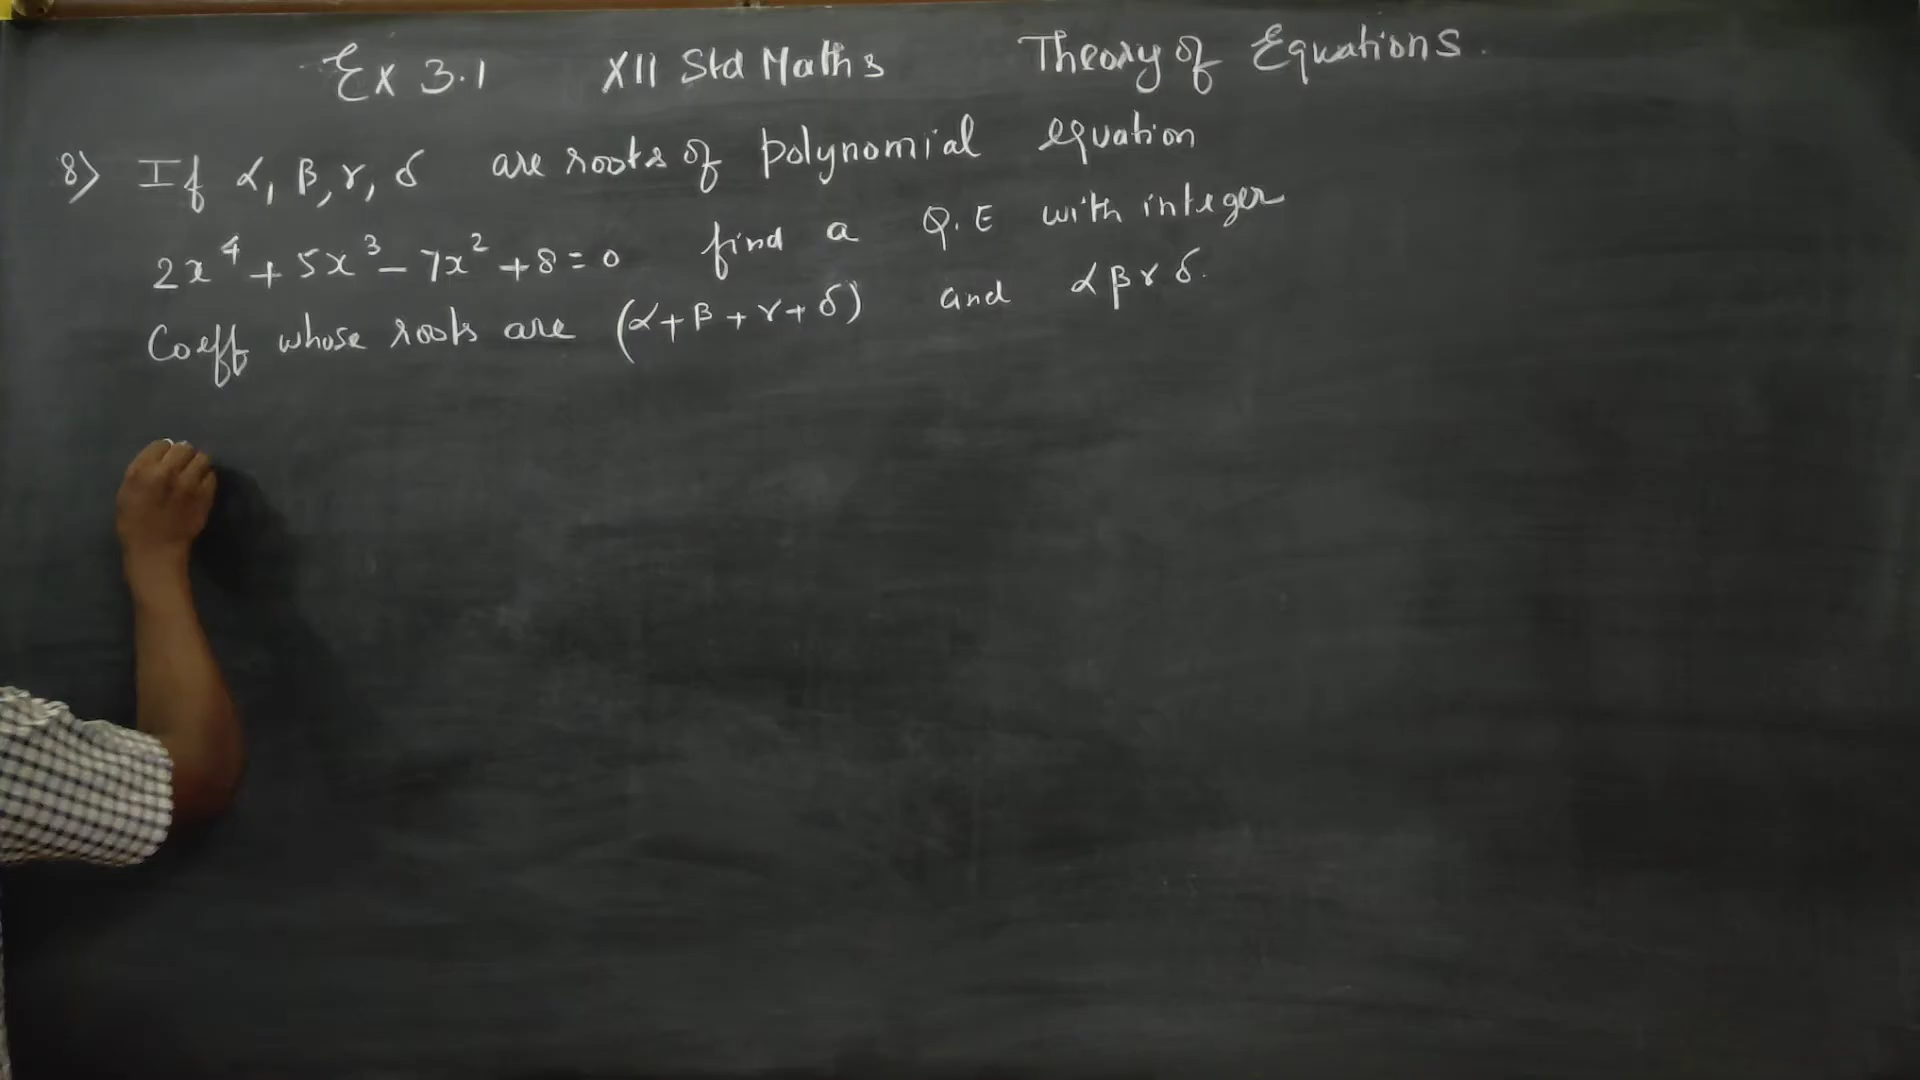 Ex 3.1 XII Std Maths Theory of Equations.
8) If α, β, γ, δ are roots of polynomial equation
2x⁴ + 5x³ - 7x² + 8 = 0 find a Q.E with integer
Coeff whose roots are (α + β + γ + δ) and αβγδ.